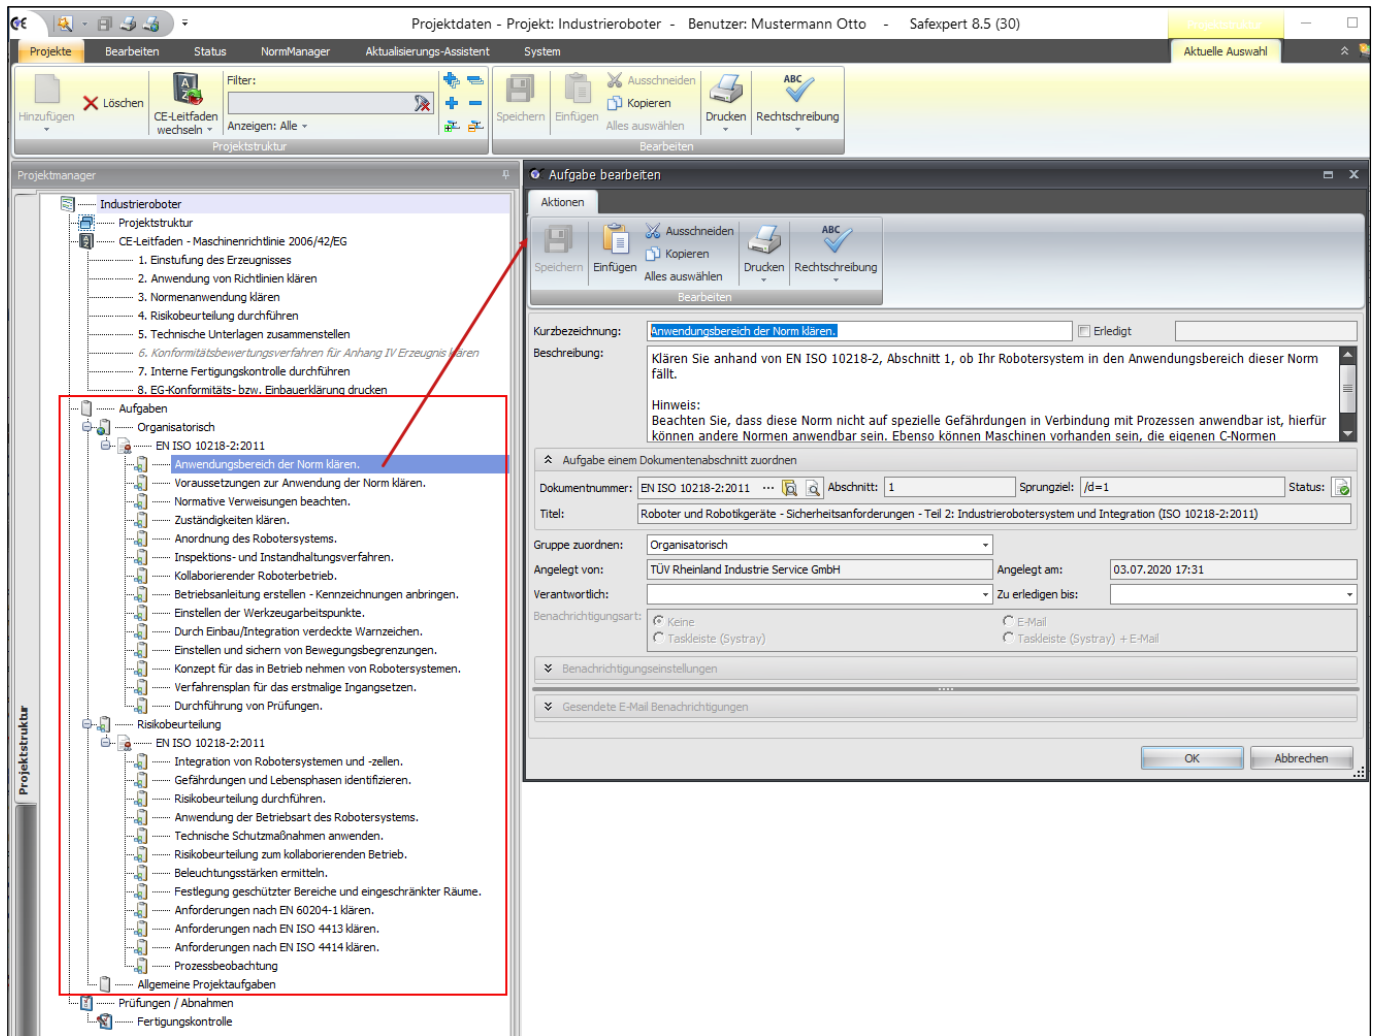 Projektdaten - Projekt: Industrieroboter - Benutzer: Mustermann Otto - Safexpert 8.5 (30)
Projekte Bearbeiten Status NormManager Aktualisierungs-Assistent System Aktuelle Auswahl
Hinzufügen
Löschen
CE-Leitfaden
wechseln
Filter:
Anzeigen: Alle
Projektstruktur
Speichern
Einfügen
Ausschneiden
Kopieren
Alles auswählen
Drucken
ABC
Rechtschreibung
Bearbeiten
Projektmanager
Projektstruktur
Industrieroboter
Projektstruktur
CE-Leitfaden - Maschinenrichtlinie 2006/42/EG
1. Einstufung des Erzeugnisses
2. Anwendung von Richtlinien klären
3. Normenanwendung klären
4. Risikobeurteilung durchführen
5. Technische Unterlagen zusammenstellen
6. Konformitätsbewertungsverfahren für Anhang IV Erzeugnis klären
7. Interne Fertigungskontrolle durchführen
8. EG-Konformitäts- bzw. Einbauerklärung drucken
Aufgaben
Organisatorisch
EN ISO 10218-2:2011
Anwendungsbereich der Norm klären.
Voraussetzungen zur Anwendung der Norm klären.
Normative Verweisungen beachten.
Zuständigkeiten klären.
Anordnung des Robotersystems.
Inspektions- und Instandhaltungsverfahren.
Kollaborierender Roboterbetrieb.
Betriebsanleitung erstellen - Kennzeichnungen anbringen.
Einstellen der Werkzeugarbeitspunkte.
Durch Einbau/Integration verdeckte Warnzeichen.
Einstellen und sichern von Bewegungsbegrenzungen.
Konzept für das in Betrieb nehmen von Robotersystemen.
Verfahrensplan für das erstmalige Ingangsetzen.
Durchführung von Prüfungen.
Risikobeurteilung
EN ISO 10218-2:2011
Integration von Robotersystemen und -zellen.
Gefährdungen und Lebensphasen identifizieren.
Risikobeurteilung durchführen.
Anwendung der Betriebsart des Robotersystems.
Technische Schutzmaßnahmen anwenden.
Risikobeurteilung zum kollaborierenden Betrieb.
Beleuchtungsstärken ermitteln.
Festlegung geschützter Bereiche und eingeschränkter Räume.
Anforderungen nach EN 60204-1 klären.
Anforderungen nach EN ISO 4413 klären.
Anforderungen nach EN ISO 4414 klären.
Prozessbeobachtung
Allgemeine Projektaufgaben
Prüfungen / Abnahmen
Fertigungskontrolle
Aufgabe bearbeiten
Aktionen
Speichern
Einfügen
Ausschneiden
Kopieren
Alles auswählen
Drucken
ABC
Rechtschreibung
Bearbeiten
Kurzbezeichnung: Anwendungsbereich der Norm klären. Erledigt
Beschreibung: Klären Sie anhand von EN ISO 10218-2, Abschnitt 1, ob Ihr Robotersystem in den Anwendungsbereich dieser Norm
fällt.
Hinweis:
Beachten Sie, dass diese Norm nicht auf spezielle Gefährdungen in Verbindung mit Prozessen anwendbar ist, hierfür
können andere Normen anwendbar sein. Ebenso können Maschinen vorhanden sein, die eigenen C-Normen
Aufgabe einem Dokumentenabschnitt zuordnen
Dokumentnummer: EN ISO 10218-2:2011 ... Abschnitt: 1 Sprungziel: /d=1 Status:
Titel: Roboter und Robotikgeräte - Sicherheitsanforderungen - Teil 2: Industrierobotersystem und Integration (ISO 10218-2:2011)
Gruppe zuordnen: Organisatorisch
Angelegt von: TÜV Rheinland Industrie Service GmbH Angelegt am: 03.07.2020 17:31
Verantwortlich: Zu erledigen bis:
Benachrichtigungsart: Keine E-Mail
Taskleiste (Systray) Taskleiste (Systray) + E-Mail
Benachrichtigungseinstellungen
Gesendete E-Mail Benachrichtigungen
OK Abbrechen